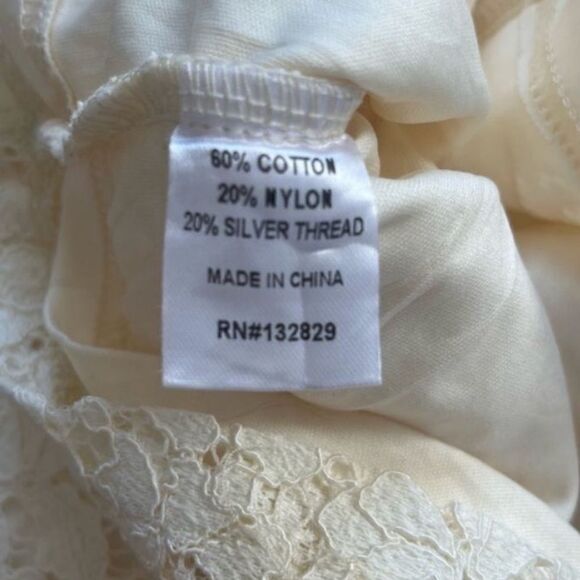 60% COTTON
20% NYLON
20% SILVER THREAD
MADE IN CHINA
RN#132829